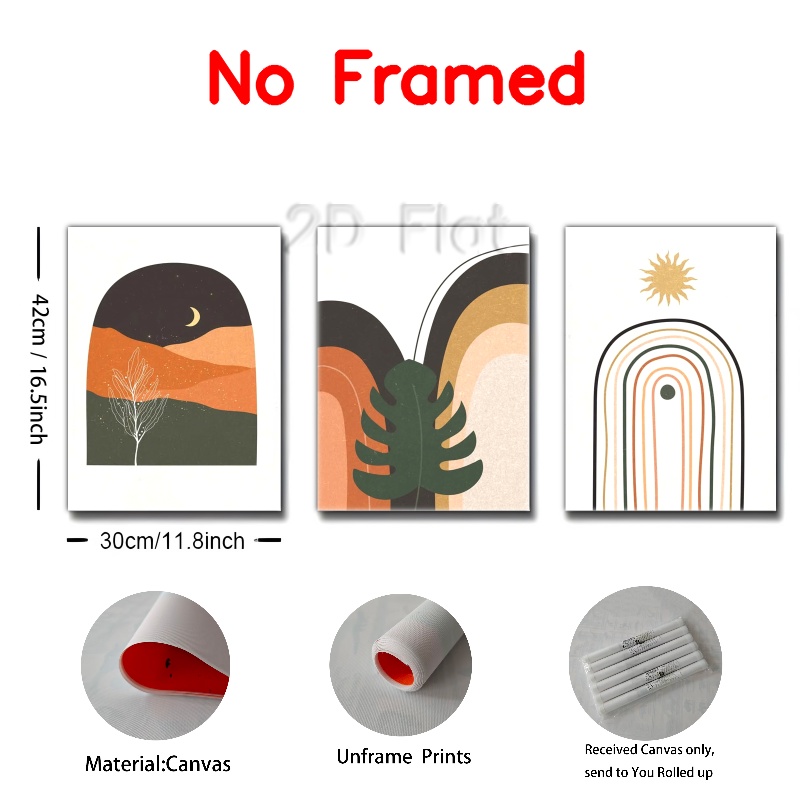 No Framed
2D Flat
42cm / 16.5inch
30cm/11.8inch
Material:Canvas
Unframe Prints
Received Canvas only,
send to You Rolled up